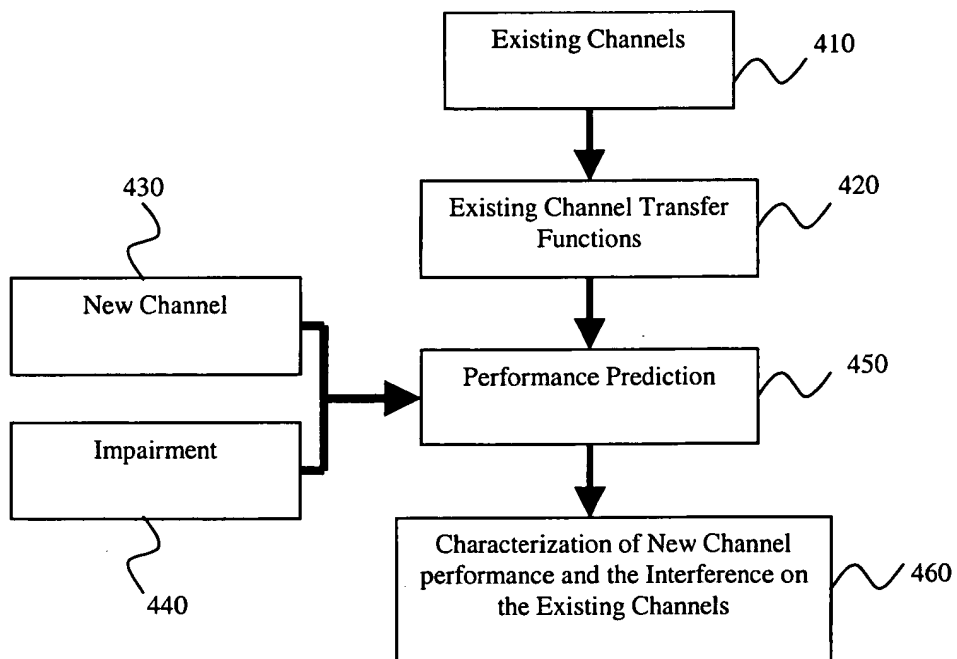 Existing Channels
410
Existing Channel Transfer
Functions
420
430
New Channel
Performance Prediction
450
Impairment
440
Characterization of New Channel
performance and the Interference on
the Existing Channels
460